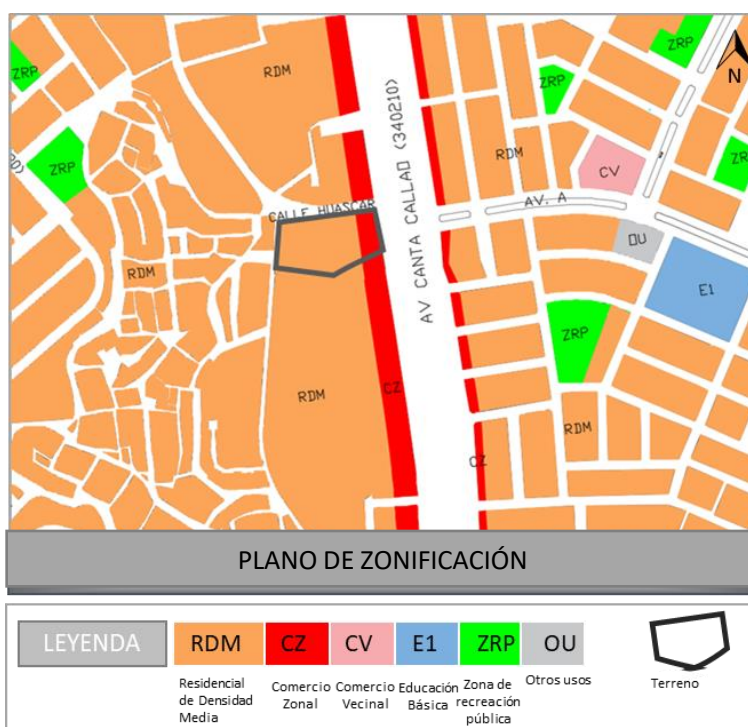 ZRP
RDM
ZRP
N
ZRP
ZRP
RDM
CV
ZRP
CALLE HUASCAR
AV CANTA CALLAO (340210)
AV. A
OU
RDM
E1
ZRP
RDM
CZ
RDM
CZ
PLANO DE ZONIFICACIÓN
LEYENDA
RDM
CZ
CV
E1
ZRP
OU
Residencial
de Densidad
Media
Comercio
Zonal
Comercio
Vecinal
Educación
Básica
Zona de
recreación
pública
Otros usos
Terreno